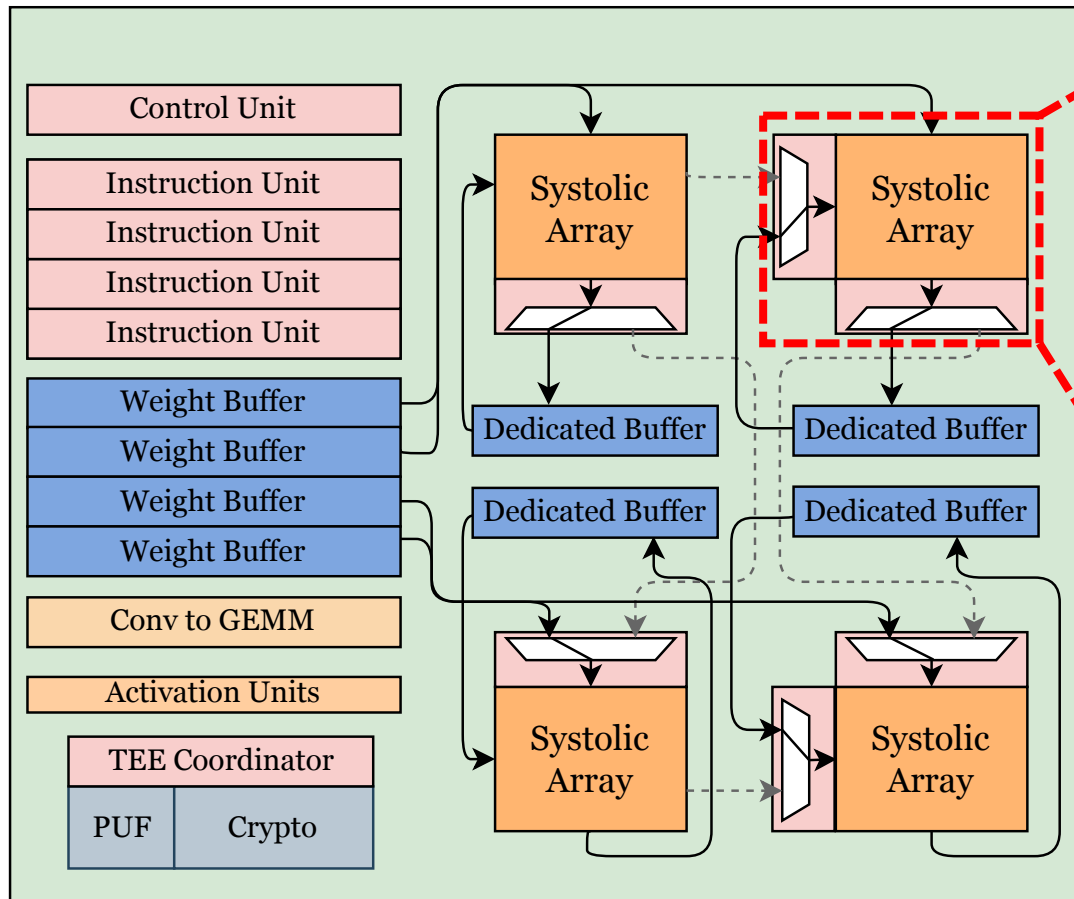 Control Unit
Instruction Unit
Instruction Unit
Instruction Unit
Instruction Unit
Weight Buffer
Weight Buffer
Weight Buffer
Weight Buffer
Conv to GEMM
Activation Units
TEE Coordinator
PUF
Crypto
Systolic
Array
Systolic
Array
Dedicated Buffer
Dedicated Buffer
Dedicated Buffer
Dedicated Buffer
Systolic
Array
Systolic
Array